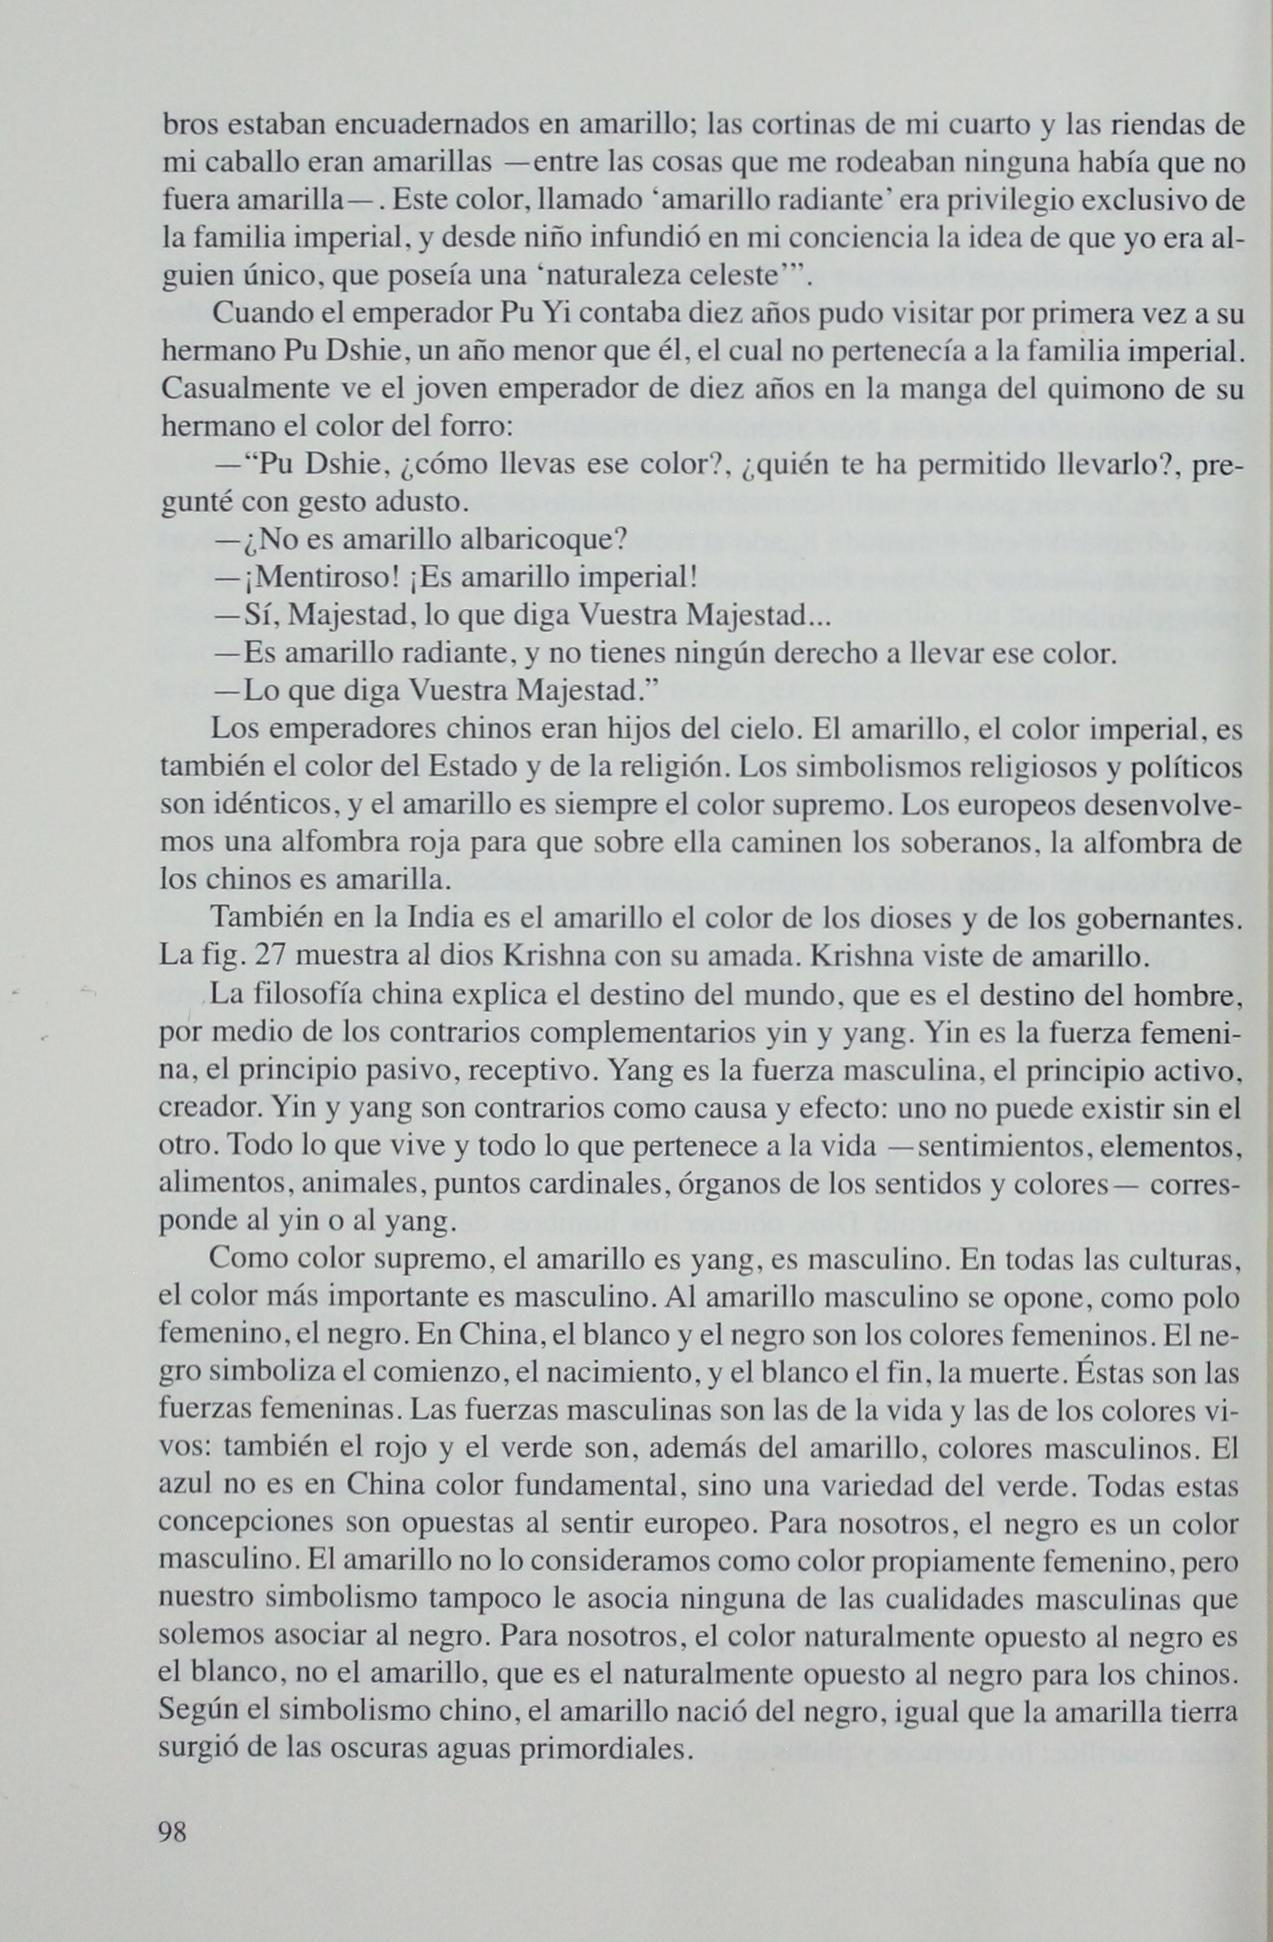 bros estaban encuadernados en amarillo; las cortinas de mi cuarto y las riendas de
mi caballo eran amarillas —entre las cosas que me rodeaban ninguna había que no
fuera amarilla— . Este color, llamado ‘amarillo radiante’ era privilegio exclusivo de
la familia imperial, y desde niño infundió en mi conciencia la idea de que yo era al-
guien único, que poseía una ‘naturaleza celeste’”.
Cuando el emperador Pu Yi contaba diez años pudo visitar por primera vez a su
hermano Pu Dshie, un año menor que él, el cual no pertenecía a la familia imperial.
Casualmente ve el joven emperador de diez años en la manga del quimono de su
hermano el color del forro:
—“Pu Dshie, ¿cómo llevas ese color?, ¿quién te ha permitido llevarlo?, pre-
gunté con gesto adusto.
—¿No es amarillo albaricoque?
—¡Mentiroso! ¡Es amarillo imperial!
—Sí, Majestad, lo que diga Vuestra Majestad...
—Es amarillo radiante, y no tienes ningún derecho a llevar ese color.
—Lo que diga Vuestra Majestad.”
Los emperadores chinos eran hijos del cielo. El amarillo, el color imperial, es
también el color del Estado y de la religión. Los simbolismos religiosos y políticos
son idénticos, y el amarillo es siempre el color supremo. Los europeos desenvolve-
mos una alfombra roja para que sobre ella caminen los soberanos, la alfombra de
los chinos es amarilla.
También en la India es el amarillo el color de los dioses y de los gobernantes.
La fig. 27 muestra al dios Krishna con su amada. Krishna viste de amarillo.
La filosofía china explica el destino del mundo, que es el destino del hombre,
por medio de los contrarios complementarios yin y yang. Yin es la fuerza femeni-
na, el principio pasivo, receptivo. Yang es la fuerza masculina, el principio activo,
creador. Yin y yang son contrarios como causa y efecto: uno no puede existir sin el
otro. Todo lo que vive y todo lo que pertenece a la vida —sentimientos, elementos,
alimentos, animales, puntos cardinales, órganos de los sentidos y colores— corres-
ponde al yin o al yang.
Como color supremo, el amarillo es yang, es masculino. En todas las culturas,
el color más importante es masculino. Al amarillo masculino se opone, como polo
femenino, el negro. En China, el blanco y el negro son los colores femeninos. El ne-
gro simboliza el comienzo, el nacimiento, y el blanco el fin, la muerte. Éstas son las
fuerzas femeninas. Las fuerzas masculinas son las de la vida y las de los colores vi-
vos: también el rojo y el verde son, además del amarillo, colores masculinos. El
azul no es en China color fundamental, sino una variedad del verde. Todas estas
concepciones son opuestas al sentir europeo. Para nosotros, el negro es un color
masculino. El amarillo no lo consideramos como color propiamente femenino, pero
nuestro simbolismo tampoco le asocia ninguna de las cualidades masculinas que
solemos asociar al negro. Para nosotros, el color naturalmente opuesto al negro es
el blanco, no el amarillo, que es el naturalmente opuesto al negro para los chinos.
Según el simbolismo chino, el amarillo nació del negro, igual que la amarilla tierra
surgió de las oscuras aguas primordiales.
98